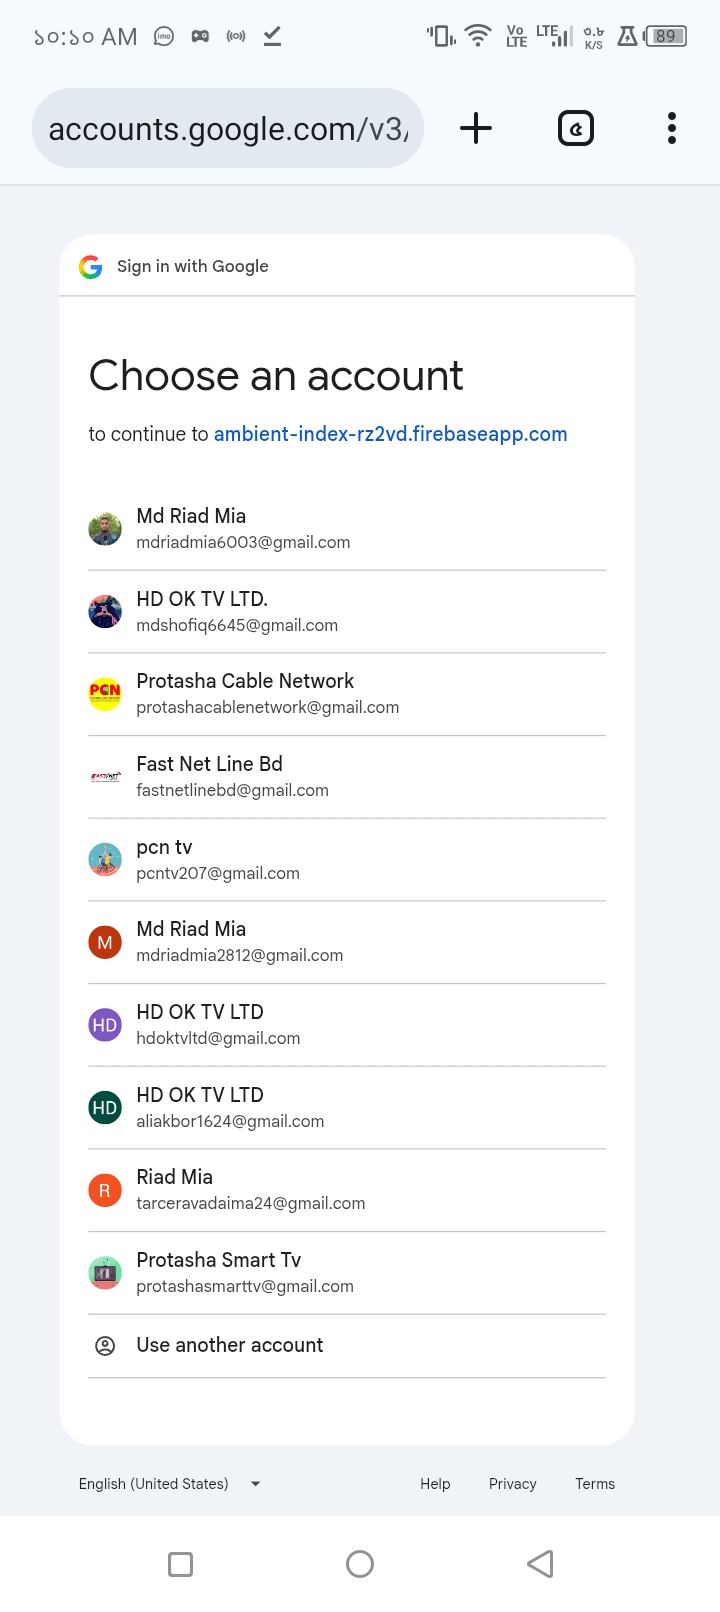 ১০:১০ AM
imo
Vo
LTE
LTE
০.৮
K/S
89
accounts.google.com/v3/
Sign in with Google
Choose an account
to continue to ambient-index-rz2vd.firebaseapp.com
Md Riad Mia
mdriadmia6003@gmail.com
HD OK TV LTD.
mdshofiq6645@gmail.com
PCN
Protasha Cable Network
protashacablenetwork@gmail.com
Fast Net Line Bd
fastnetlinebd@gmail.com
pcn tv
pcntv207@gmail.com
M
Md Riad Mia
mdriadmia2812@gmail.com
HD
HD OK TV LTD
hdoktvltd@gmail.com
HD
HD OK TV LTD
aliakbor1624@gmail.com
R
Riad Mia
tarceravadaima24@gmail.com
Protasha Smart Tv
protashasmarttv@gmail.com
Use another account
English (United States)
Help
Privacy
Terms